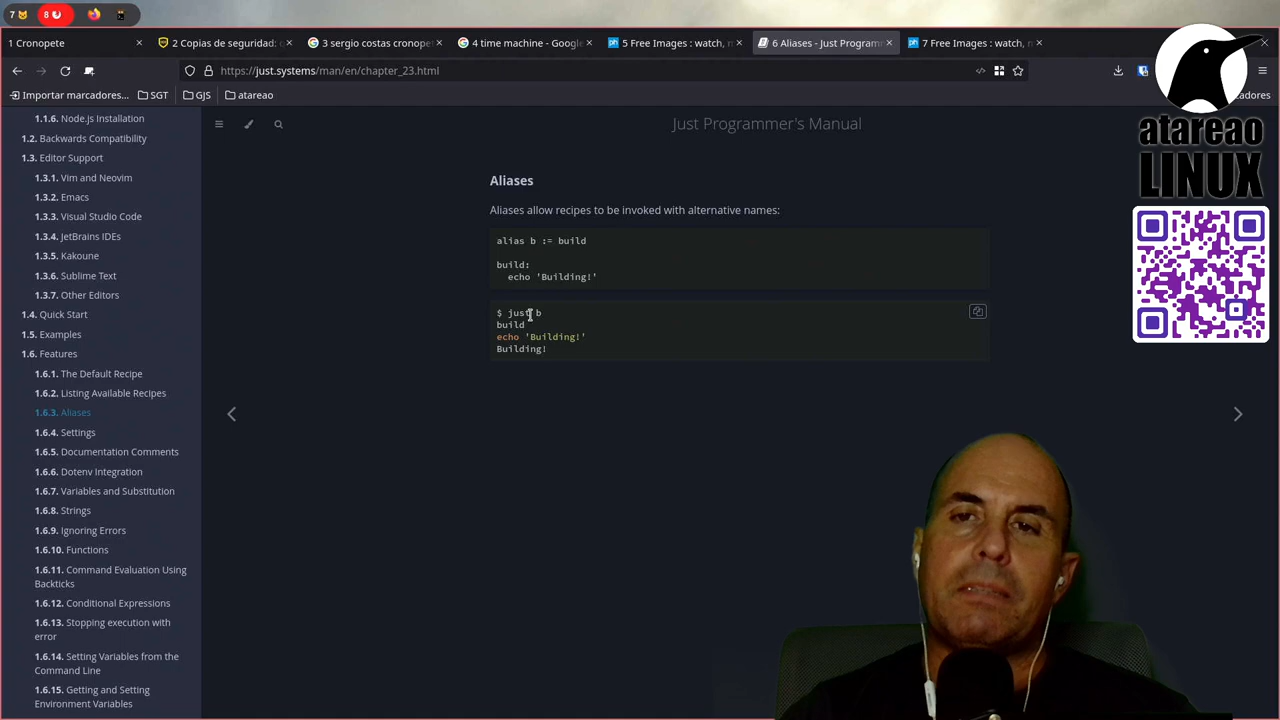 7
8
1 Cronopete
2 Copias de seguridad: c
3 sergio costas cronopet
4 time machine - Google
5 Free Images : watch, n
6 Aliases - Just Program
7 Free Images : watch, n
https://just.systems/man/en/chapter_23.html
Importar marcadores...
SGT
GJS
atareao
cadores
atareao
LINUX
1.1.6. Node.js Installation
1.2. Backwards Compatibility
1.3. Editor Support
1.3.1. Vim and Neovim
1.3.2. Emacs
1.3.3. Visual Studio Code
1.3.4. JetBrains IDEs
1.3.5. Kakoune
1.3.6. Sublime Text
1.3.7. Other Editors
1.4. Quick Start
1.5. Examples
1.6. Features
1.6.1. The Default Recipe
1.6.2. Listing Available Recipes
1.6.3. Aliases
1.6.4. Settings
1.6.5. Documentation Comments
1.6.6. Dotenv Integration
1.6.7. Variables and Substitution
1.6.8. Strings
1.6.9. Ignoring Errors
1.6.10. Functions
1.6.11. Command Evaluation Using
Backticks
1.6.12. Conditional Expressions
1.6.13. Stopping execution with
error
1.6.14. Setting Variables from the
Command Line
1.6.15. Getting and Setting
Environment Variables
Just Programmer's Manual
Aliases
Aliases allow recipes to be invoked with alternative names:
alias b := build
build:
echo 'Building!'
$ just b
build
echo 'Building!'
Building!